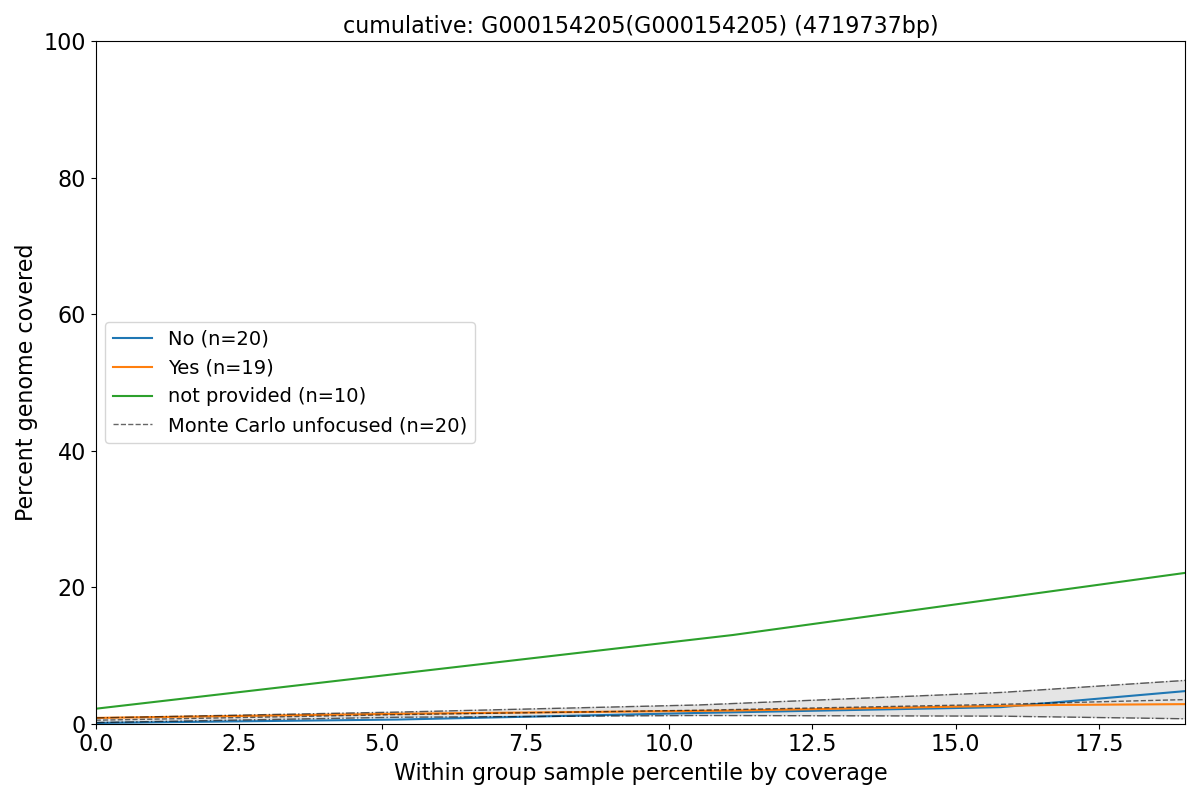 cumulative: G000154205(G000154205) (4719737bp)
100
80
60
40
20
0
Percent genome covered
No (n=20)
Yes (n=19)
not provided (n=10)
Monte Carlo unfocused (n=20)
0.0 2.5 5.0 7.5 10.0 12.5 15.0 17.5
Within group sample percentile by coverage